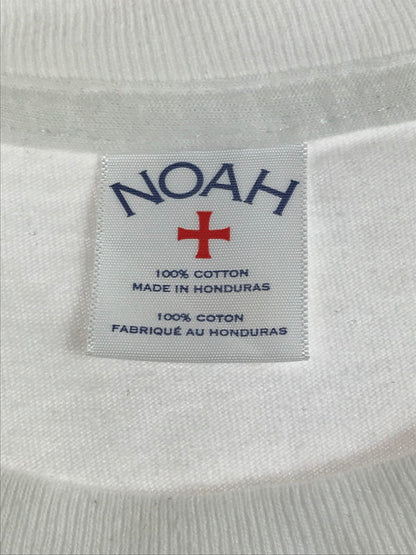 NOAH
100% COTTON
MADE IN HONDURAS
100% COTON
FABRIQUÉ AU HONDURAS